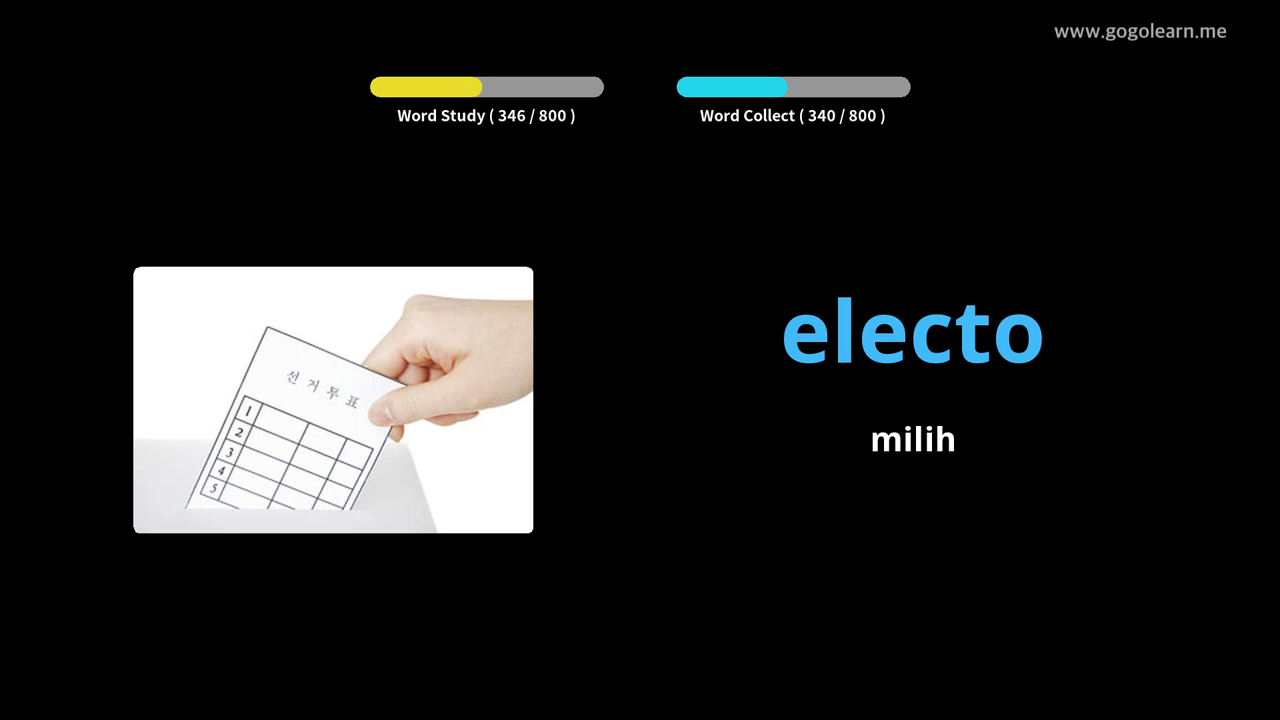 www.gogolearn.me
Word Study ( 346 / 800 )
Word Collect ( 340 / 800 )
선거투표
1
2
3
4
5
electo
milih